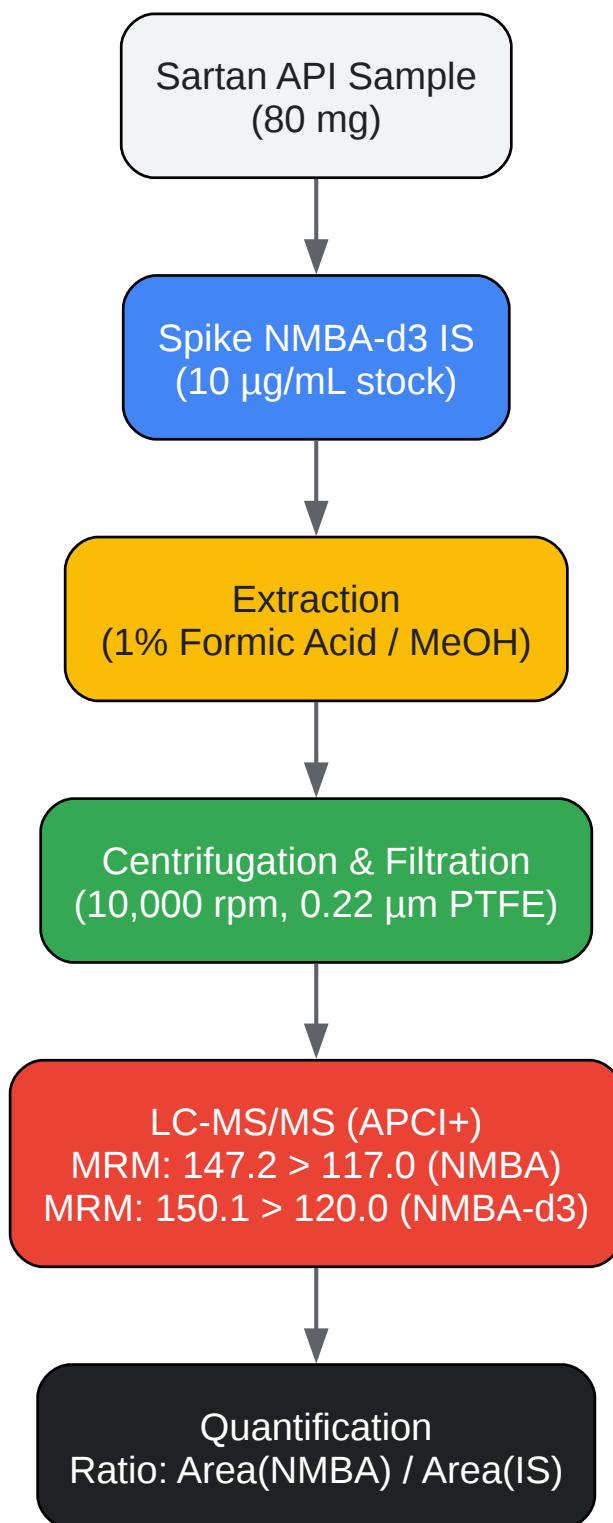 Sartan API Sample
(80 mg)
Spike NMBA-d3 IS
(10 µg/mL stock)
Extraction
(1% Formic Acid / MeOH)
Centrifugation & Filtration
(10,000 rpm, 0.22 µm PTFE)
LC-MS/MS (APCI+)
MRM: 147.2 > 117.0 (NMBA)
MRM: 150.1 > 120.0 (NMBA-d3)
Quantification
Ratio: Area(NMBA) / Area(IS)